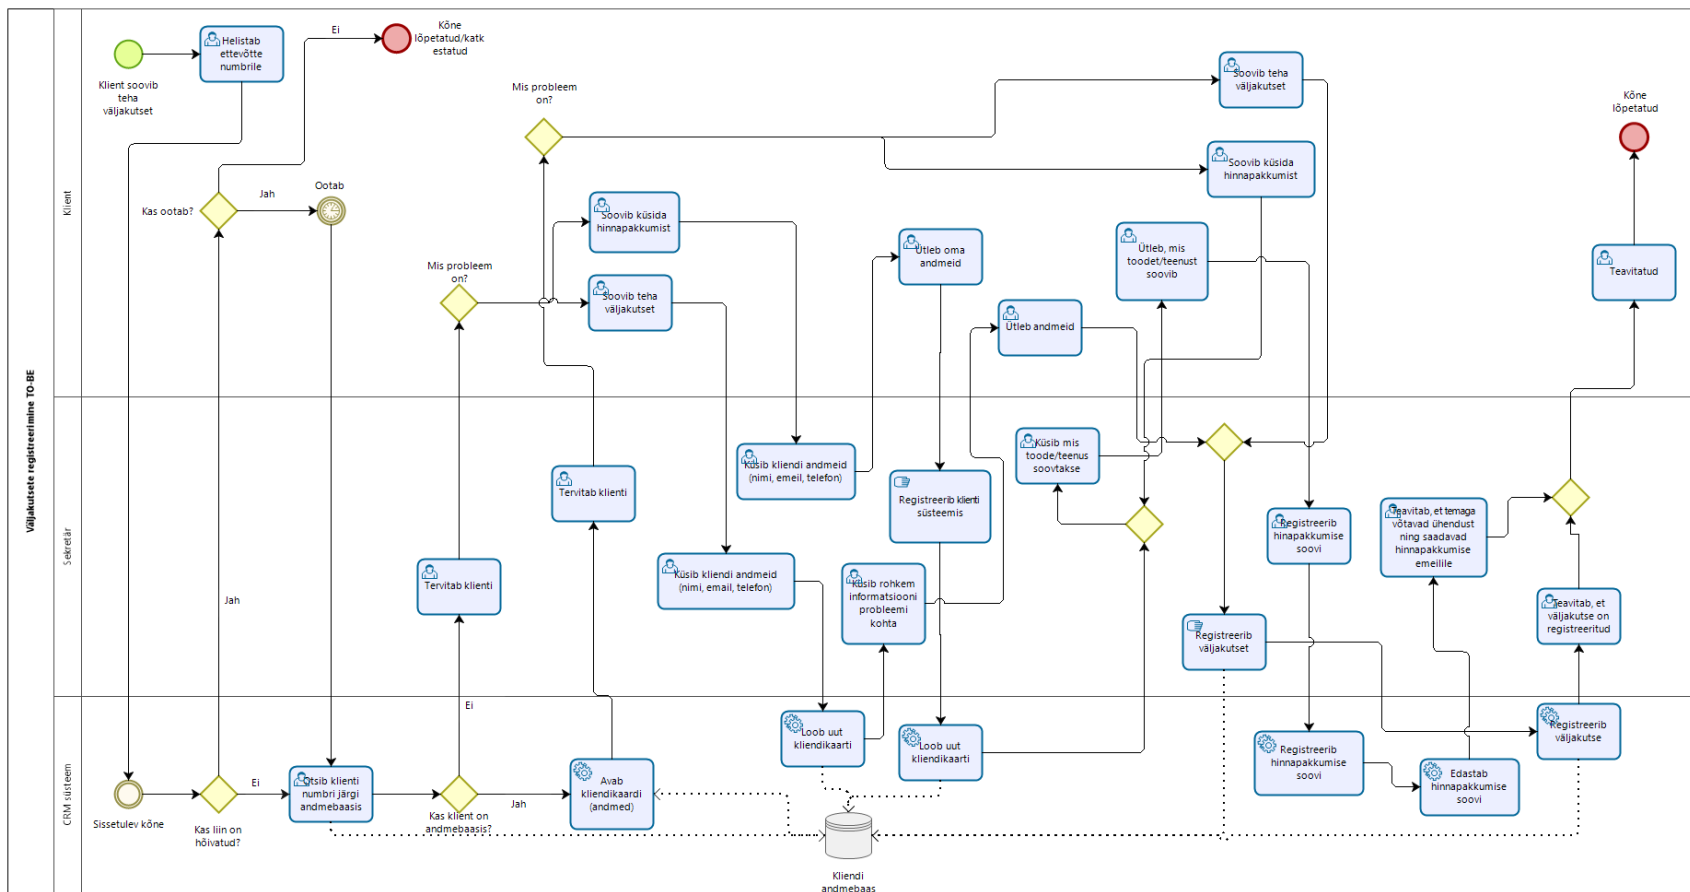 Väljakutsete registreerimine TO-BE
Klient
Klient soovib
teha
väljakutset
Helistab
ettevõtte
numbrile
Ei
Kõne
lõpetatud/katk
estatud
Kas ootab?
Jah
Ootab
Mis probleem
on?
Mis probleem
on?
Soovib küsida
hinnapakkumist
Soovib teha
väljakutset
Soovib teha
väljakutset
Soovib küsida
hinnapakkumist
Ütleb oma
andmeid
Ütleb andmeid
Ütleb, mis
toodet/teenust
soovib
Kõne
lõpetatud
Teavitatud
Sekretär
Jah
Tervitab klienti
Tervitab klienti
Küsib kliendi andmeid
(nimi, emeil, telefon)
Küsib kliendi andmeid
(nimi, email, telefon)
Registreerib klienti
süsteemis
Küsib rohkem
informatsiooni
probleemi
kohta
Küsib mis
toode/teenus
soovtakse
Registreerib
väljakutset
Registreerib
hinapakkumise
soovi
Teavitab, et temaga
võtavad ühendust
ning saadavad
hinnapakkumise
emeilile
Teavitab, et
väljakutse on
registreeritud
CRM süsteem
Sissetulev kõne
Kas liin on
hõivatud?
Ei
Otsib klienti
numbri järgi
andmebaasis
Kas klient on
andmebaasis?
Ei
Jah
Avab
kliendikaardi
(andmed)
Loob uut
kliendikaarti
Loob uut
kliendikaarti
Kliendi
andmebaas
Registreerib
hinnapakkumise
soovi
Edastab
hinnapakkumise
soovi
Registreerib
väljakutse